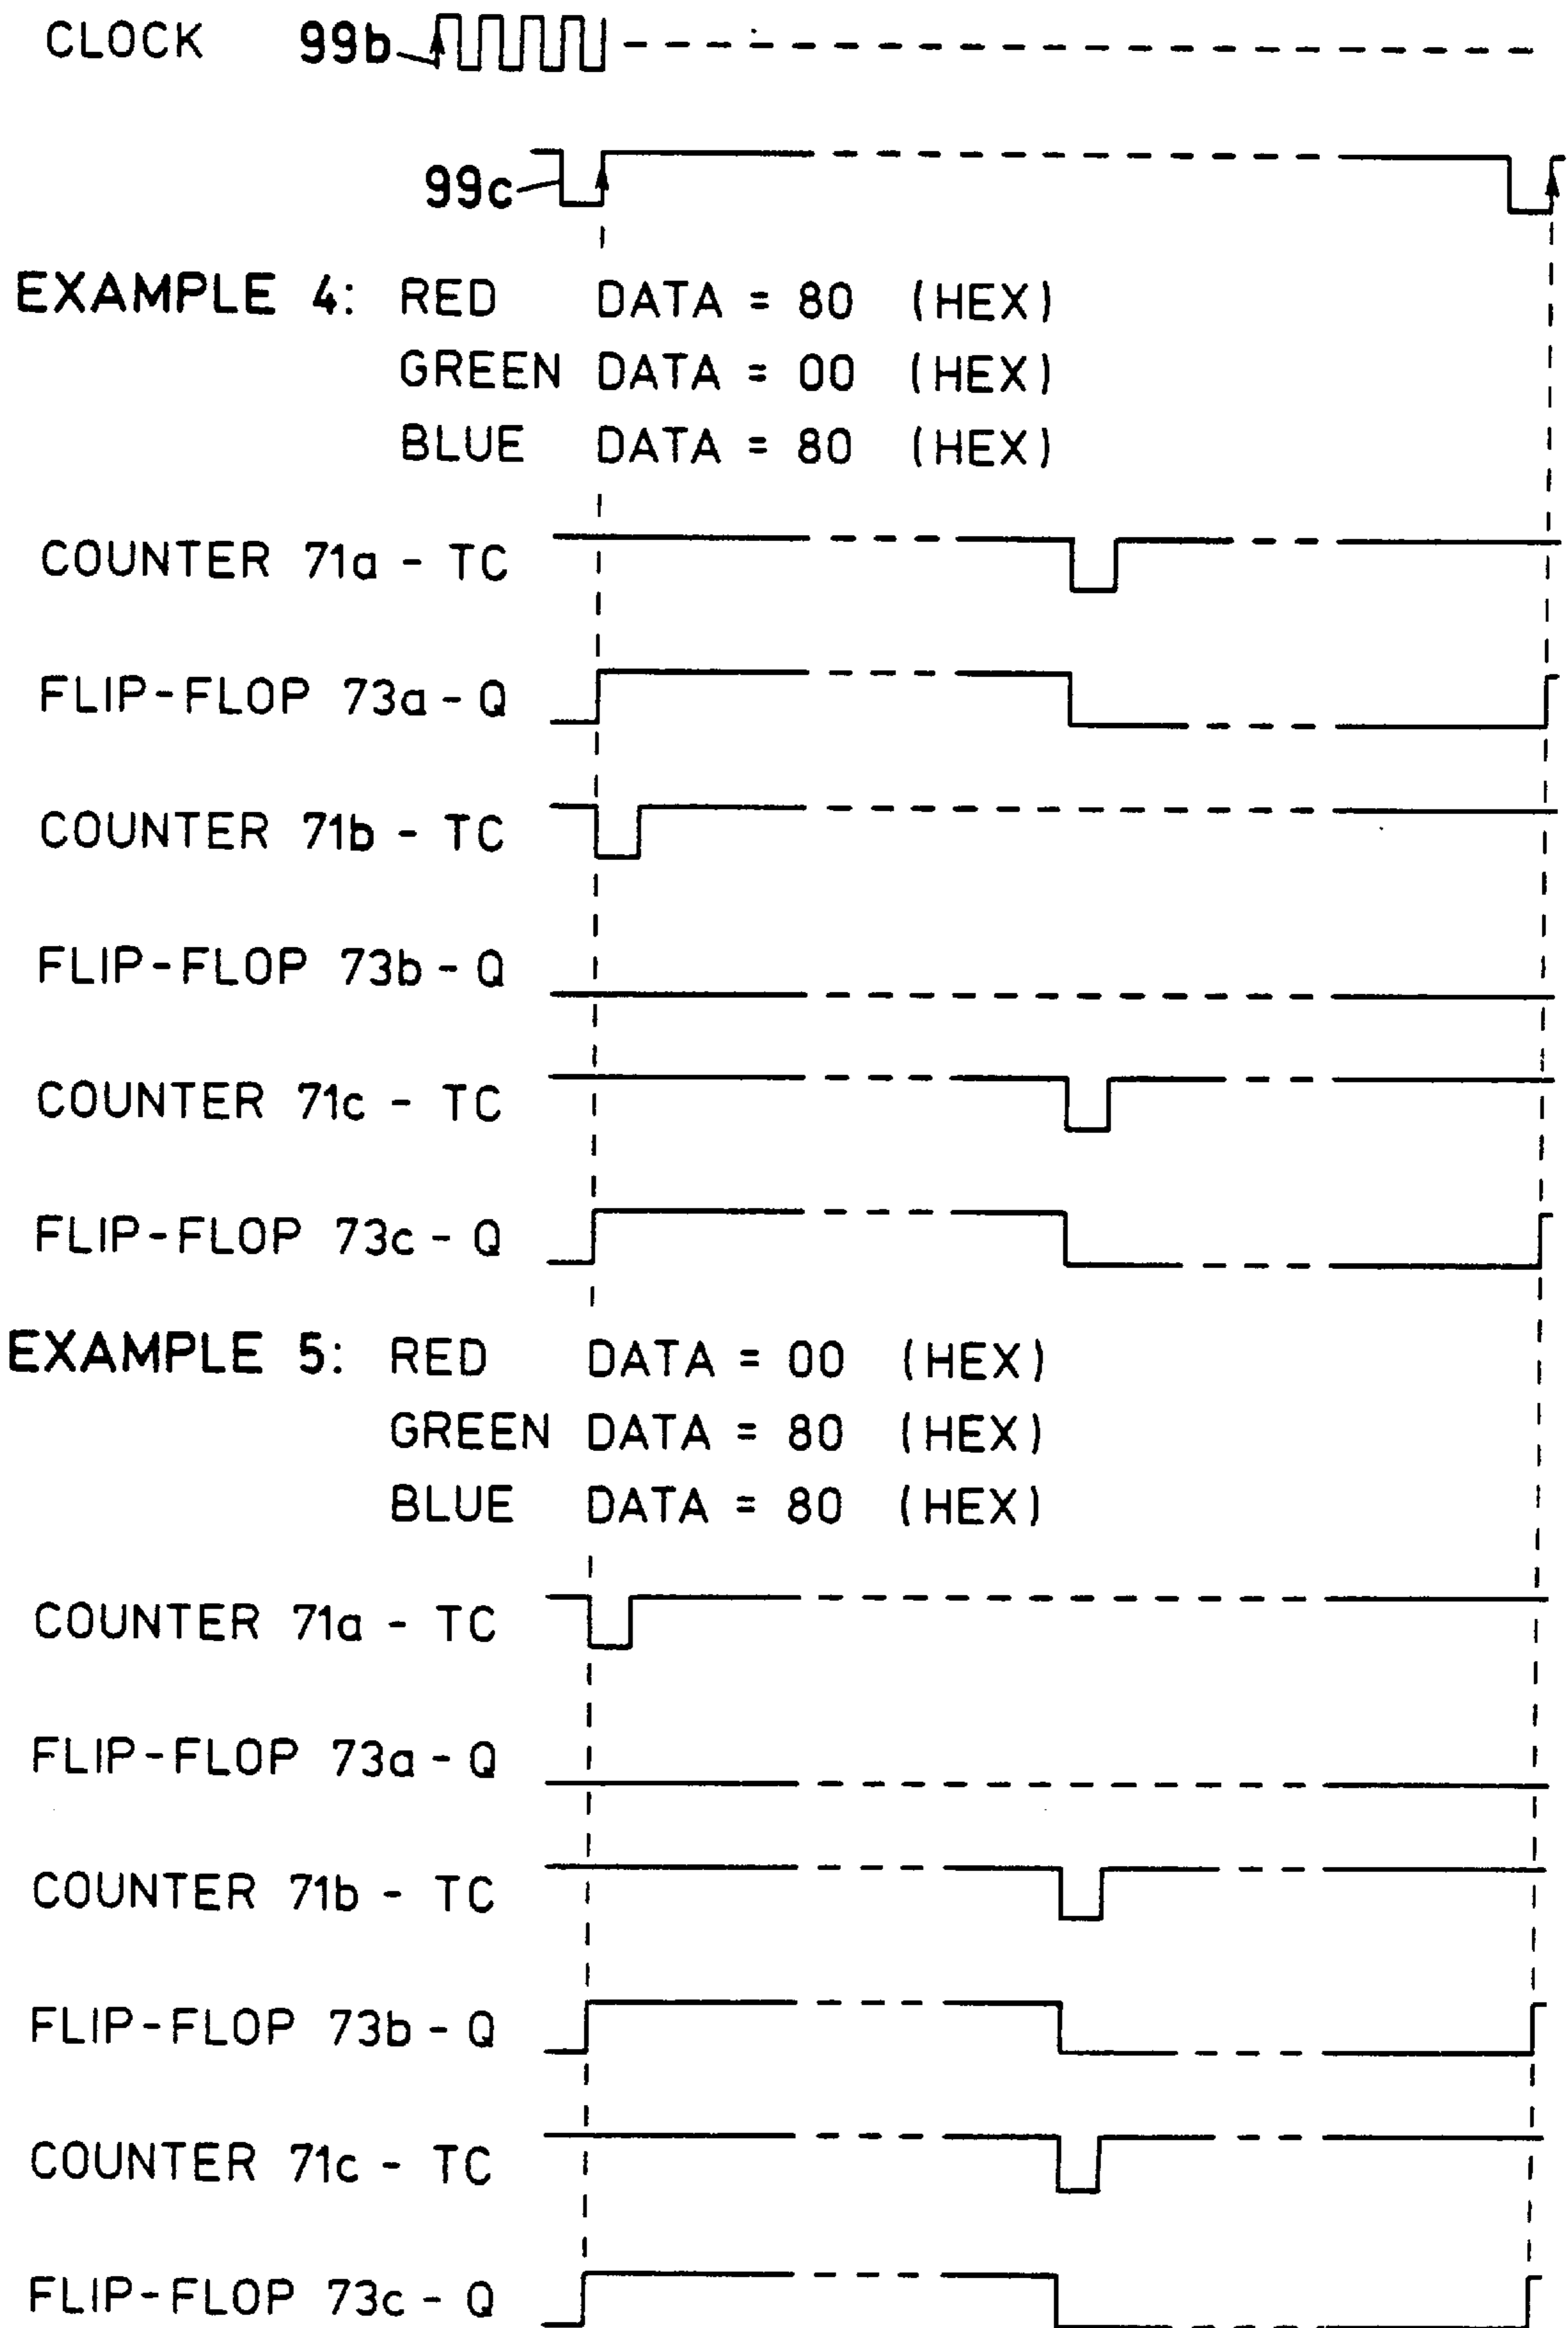 CLOCK 99b
99c
EXAMPLE 4: RED DATA = 80 (HEX)
GREEN DATA = 00 (HEX)
BLUE DATA = 80 (HEX)
COUNTER 71a - TC
FLIP-FLOP 73a - Q
COUNTER 71b - TC
FLIP-FLOP 73b - Q
COUNTER 71c - TC
FLIP-FLOP 73c - Q
EXAMPLE 5: RED DATA = 00 (HEX)
GREEN DATA = 80 (HEX)
BLUE DATA = 80 (HEX)
COUNTER 71a - TC
FLIP-FLOP 73a - Q
COUNTER 71b - TC
FLIP-FLOP 73b - Q
COUNTER 71c - TC
FLIP-FLOP 73c - Q